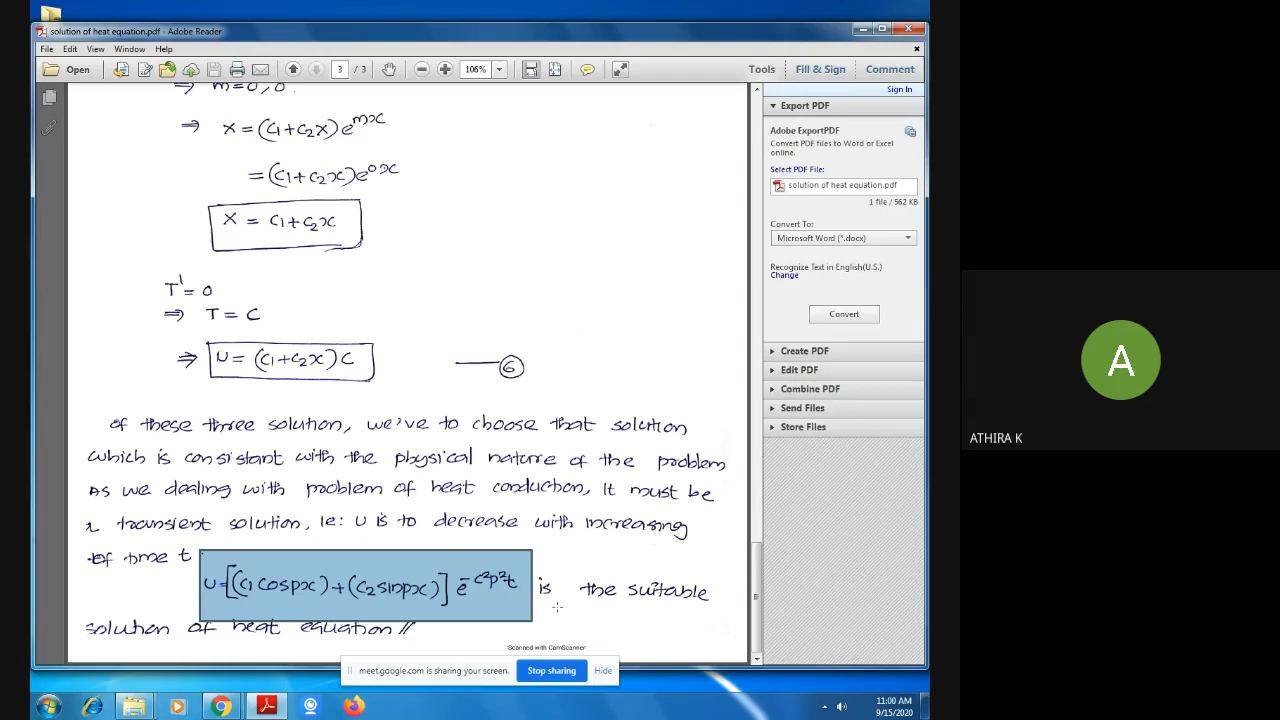 solution of heat equation.pdf - Adobe Reader
File Edit View Window Help
Open 3 / 3 106% Tools Fill & Sign Comment
Sign In
⇒ m=0,0.
⇒ X = (c1+c2x) e^mx
= (c1+c2x) e^0x
X = c1+c2x
T' = 0
⇒ T = C
⇒ U = (c1+c2x) C —— 6
of these three solution, we've to choose that solution
which is consistant with the physical nature of the problem
As we dealing with problem of heat conduction, It must be
a transient solution, ie: U is to decrease with increasing
of time t
U = [(c1 cospx) + (c2 sinpx)] e^-c²p²t is the suitable
solution of heat equation //
Scanned with CamScanner
Export PDF
Adobe ExportPDF
Convert PDF files to Word or Excel
online.
Select PDF File:
solution of heat equation.pdf
1 file / 562 KB
Convert To:
Microsoft Word (*.docx)
Recognize Text in English(U.S.)
Change
Convert
Create PDF
Edit PDF
Combine PDF
Send Files
Store Files
A
ATHIRA K
meet.google.com is sharing your screen. Stop sharing Hide
11:00 AM
9/15/2020